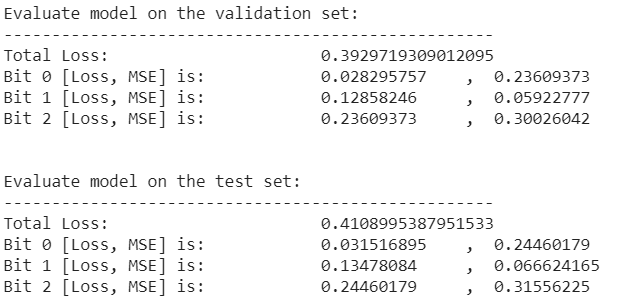 Evaluate model on the validation set:
--------------------------------------------------
Total Loss: 0.3929719309012095
Bit 0 [Loss, MSE] is: 0.028295757 , 0.23609373
Bit 1 [Loss, MSE] is: 0.12858246 , 0.05922777
Bit 2 [Loss, MSE] is: 0.23609373 , 0.30026042
Evaluate model on the test set:
--------------------------------------------------
Total Loss: 0.4108995387951533
Bit 0 [Loss, MSE] is: 0.031516895 , 0.24460179
Bit 1 [Loss, MSE] is: 0.13478084 , 0.066624165
Bit 2 [Loss, MSE] is: 0.24460179 , 0.31556225